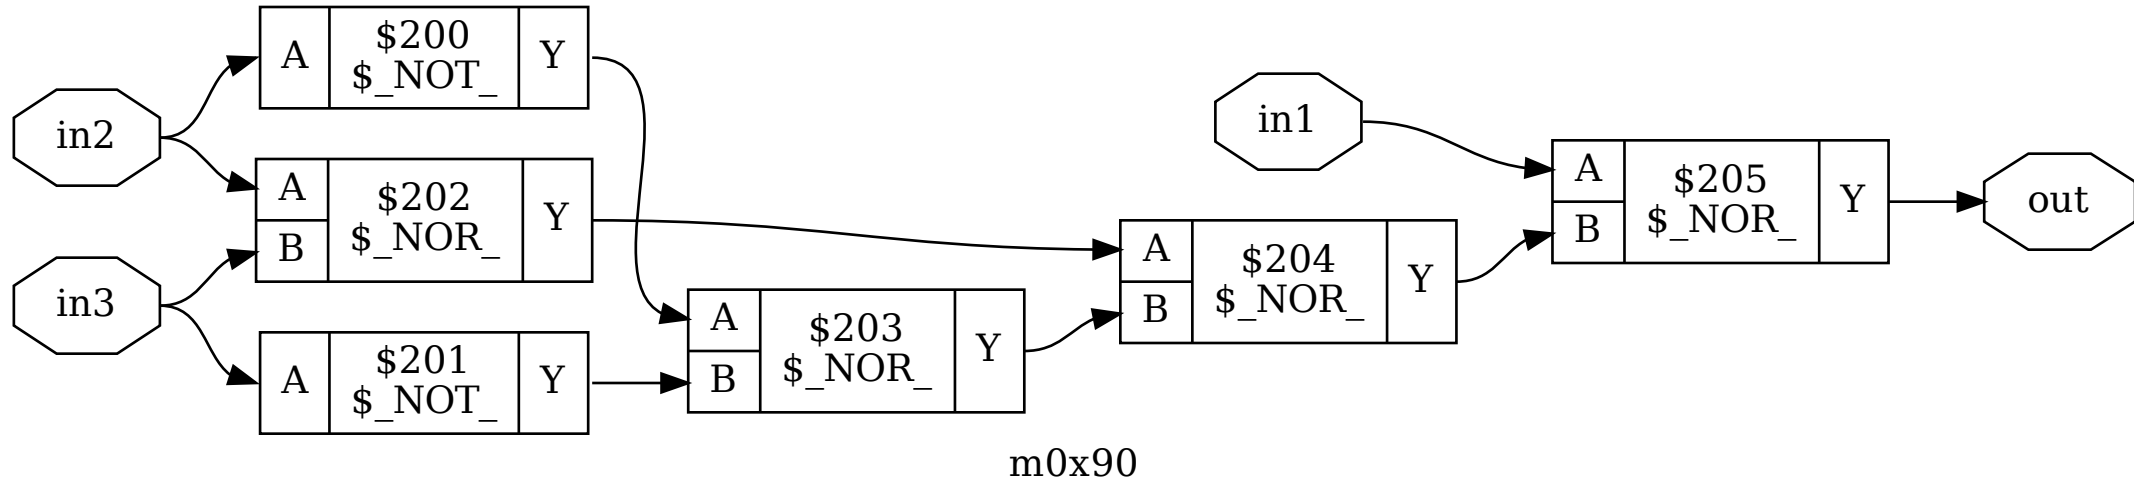 in2
in3
A
$200
$_NOT_
Y
A
B
$202
$_NOR_
Y
A
$201
$_NOT_
Y
A
B
$203
$_NOR_
Y
in1
A
B
$204
$_NOR_
Y
A
B
$205
$_NOR_
Y
out
m0x90